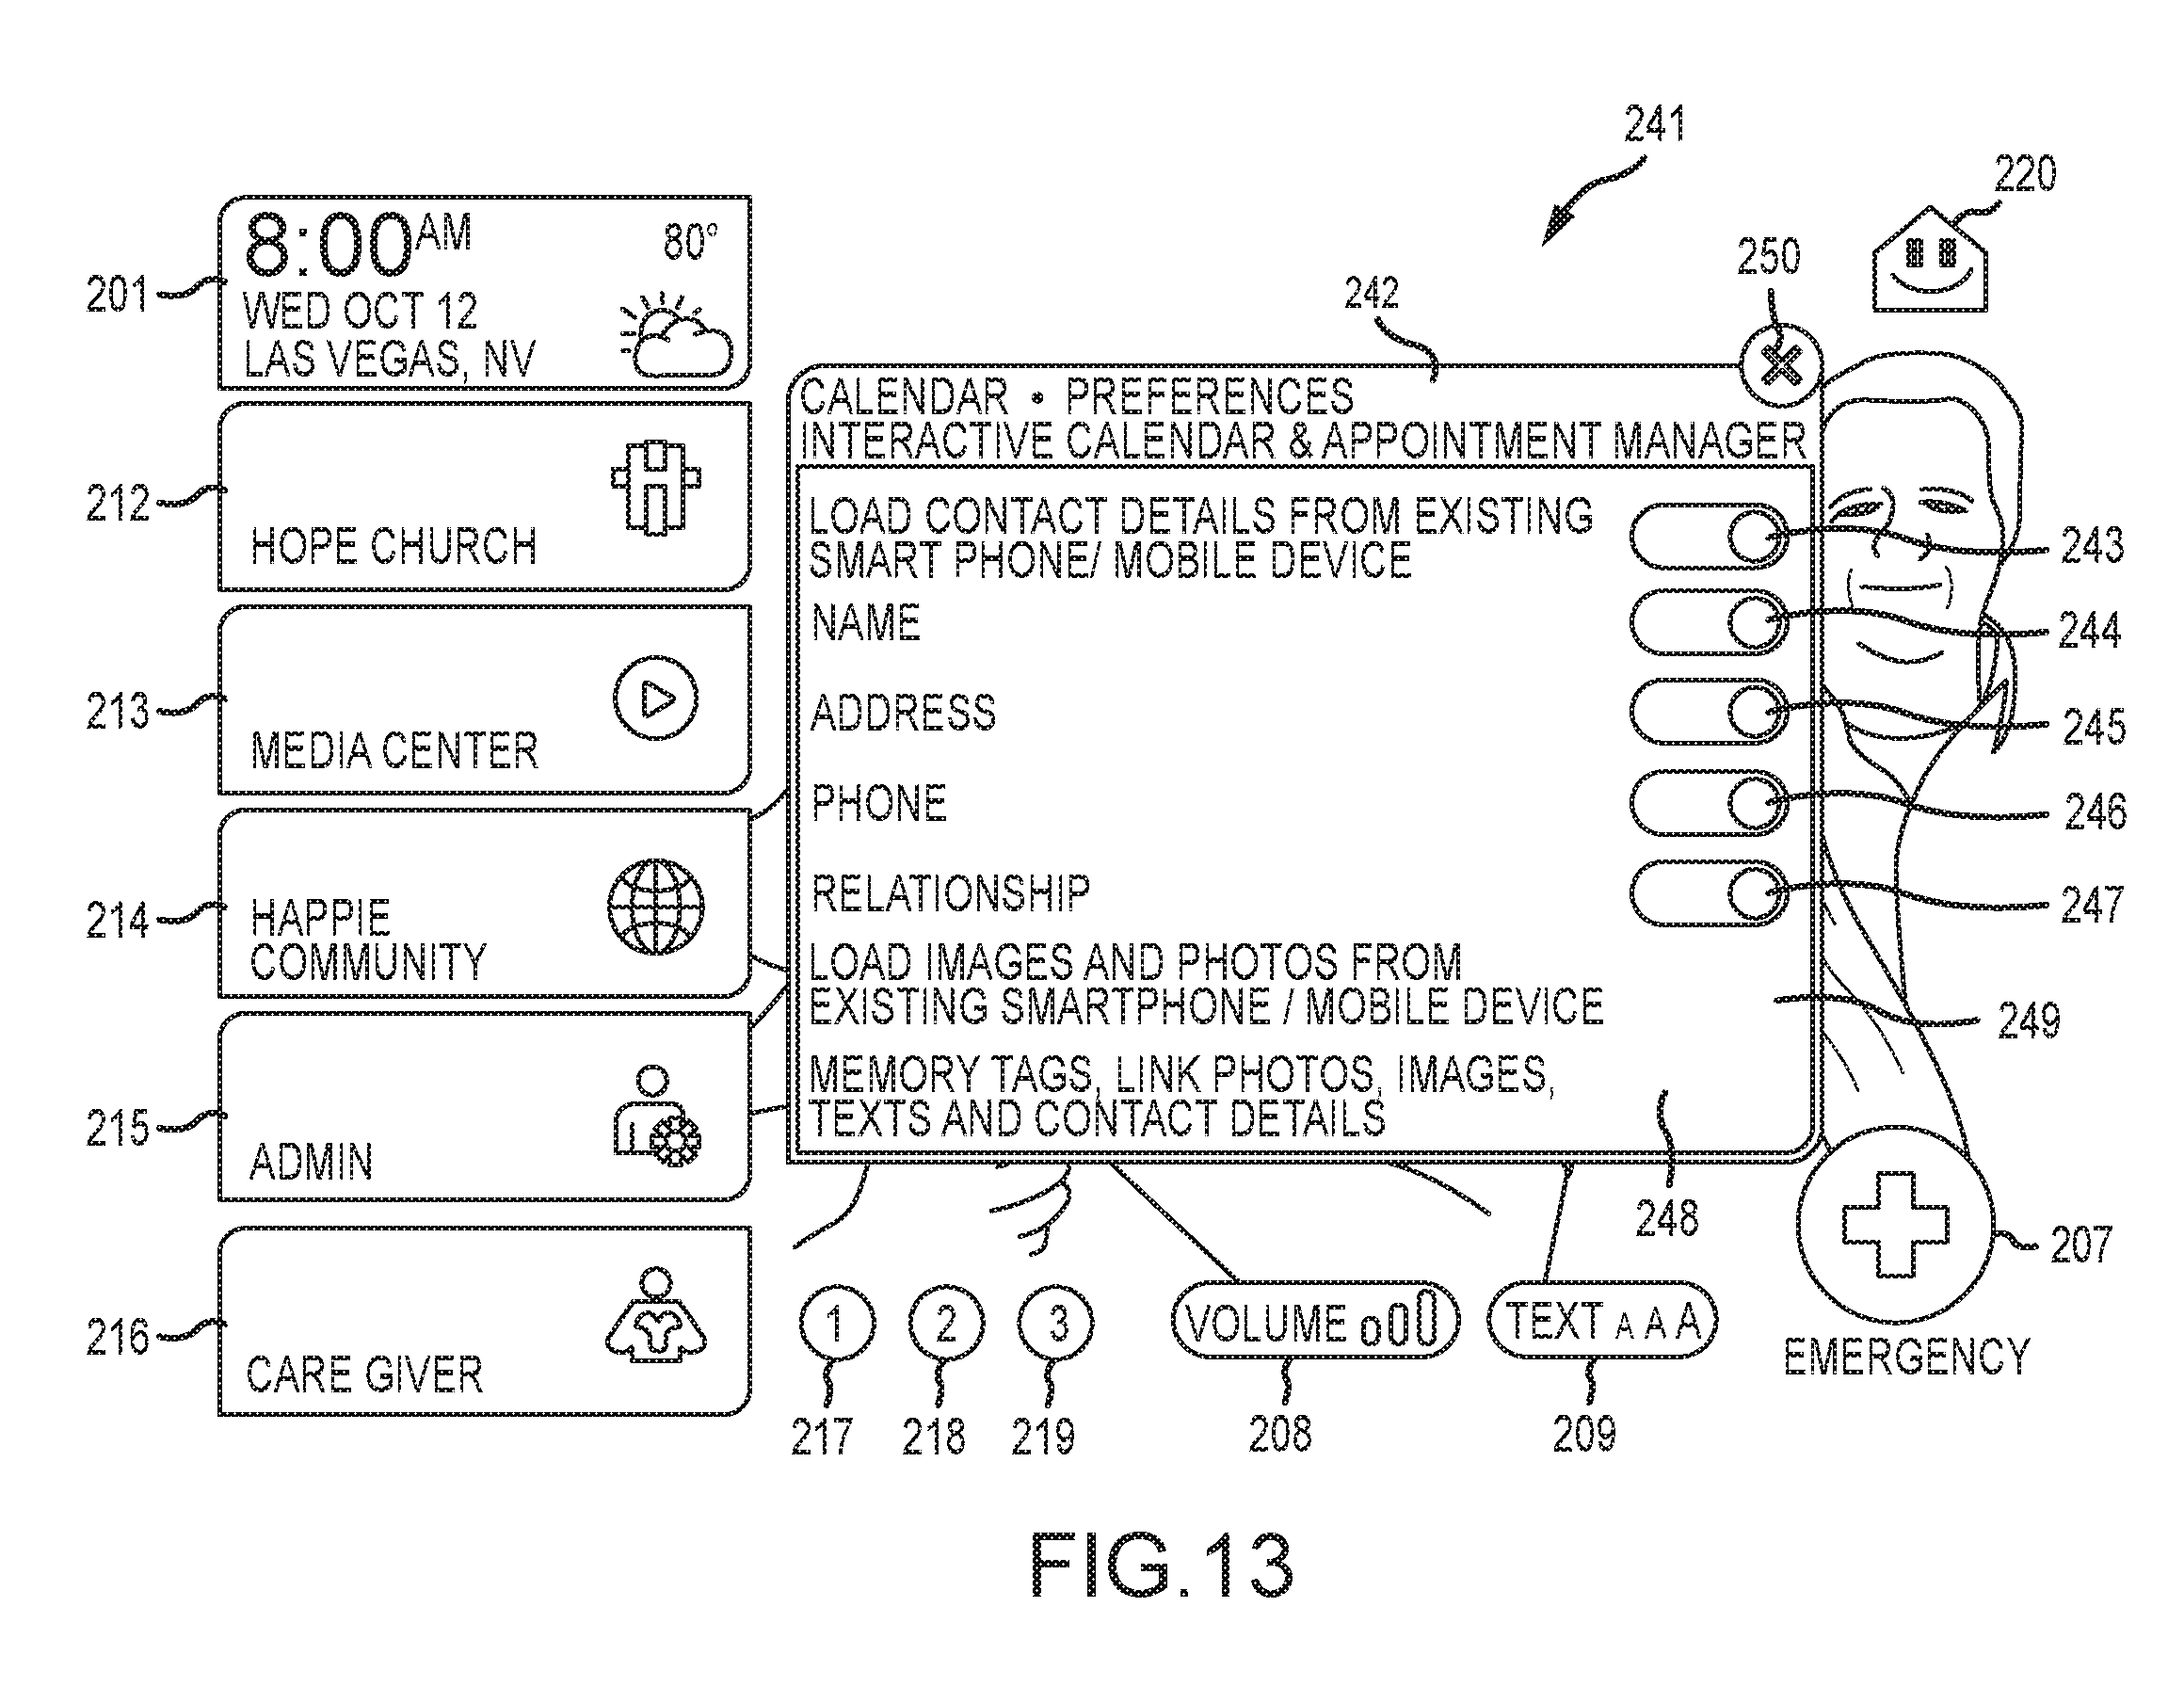 241
220
8:00 AM
80°
WED OCT 12
LAS VEGAS, NV
201
250
242
CALENDAR • PREFERENCES
INTERACTIVE CALENDAR & APPOINTMENT MANAGER
212
HOPE CHURCH
H
LOAD CONTACT DETAILS FROM EXISTING
SMART PHONE/ MOBILE DEVICE
243
NAME
244
213
MEDIA CENTER
ADDRESS
245
PHONE
246
214
HAPPIE
COMMUNITY
RELATIONSHIP
247
LOAD IMAGES AND PHOTOS FROM
EXISTING SMARTPHONE / MOBILE DEVICE
249
215
ADMIN
MEMORY TAGS, LINK PHOTOS, IMAGES,
TEXTS AND CONTACT DETAILS
248
207
216
CARE GIVER
1
2
3
VOLUME
TEXT A A A
EMERGENCY
217
218
219
208
209
FIG.13